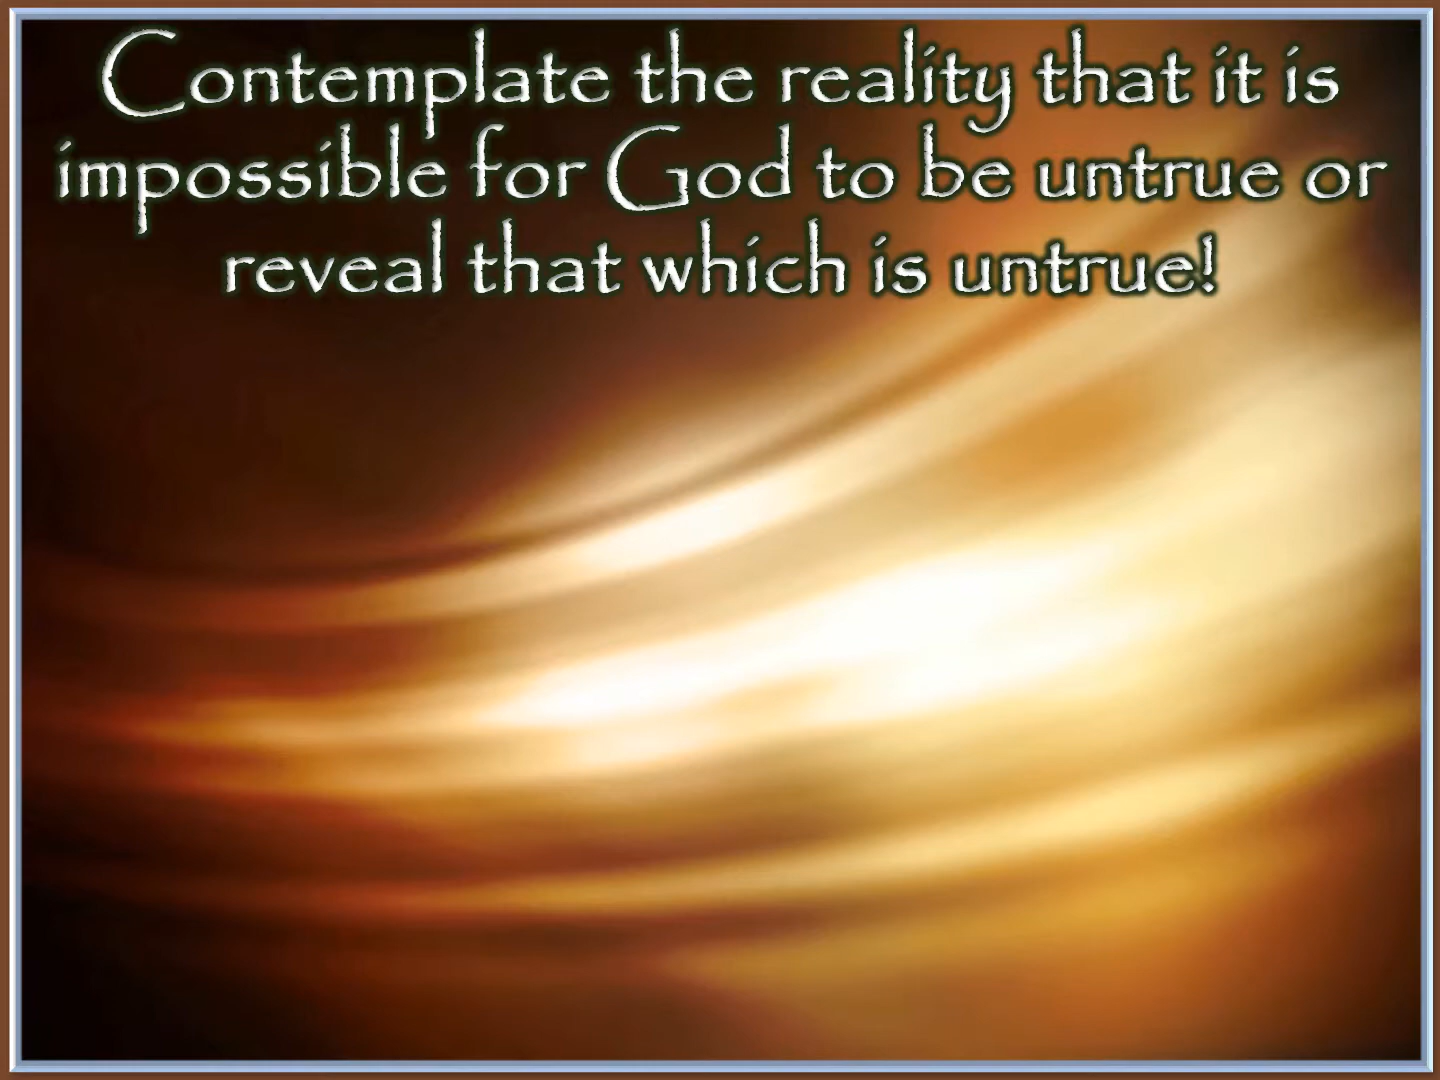 Contemplate the reality that it is
impossible for God to be untrue or
reveal that which is untrue!